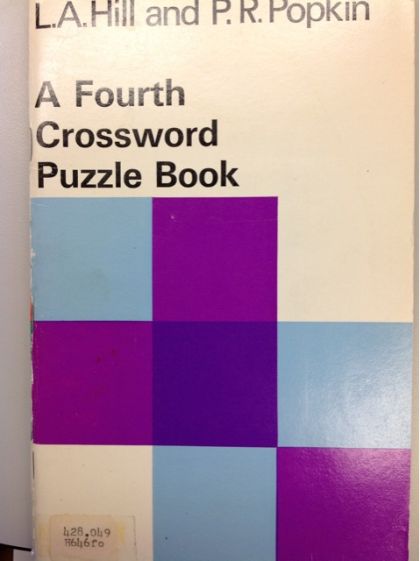 L.A.Hill and P.R.Popkin
A Fourth
Crossword
Puzzle Book
428.049
H646fo